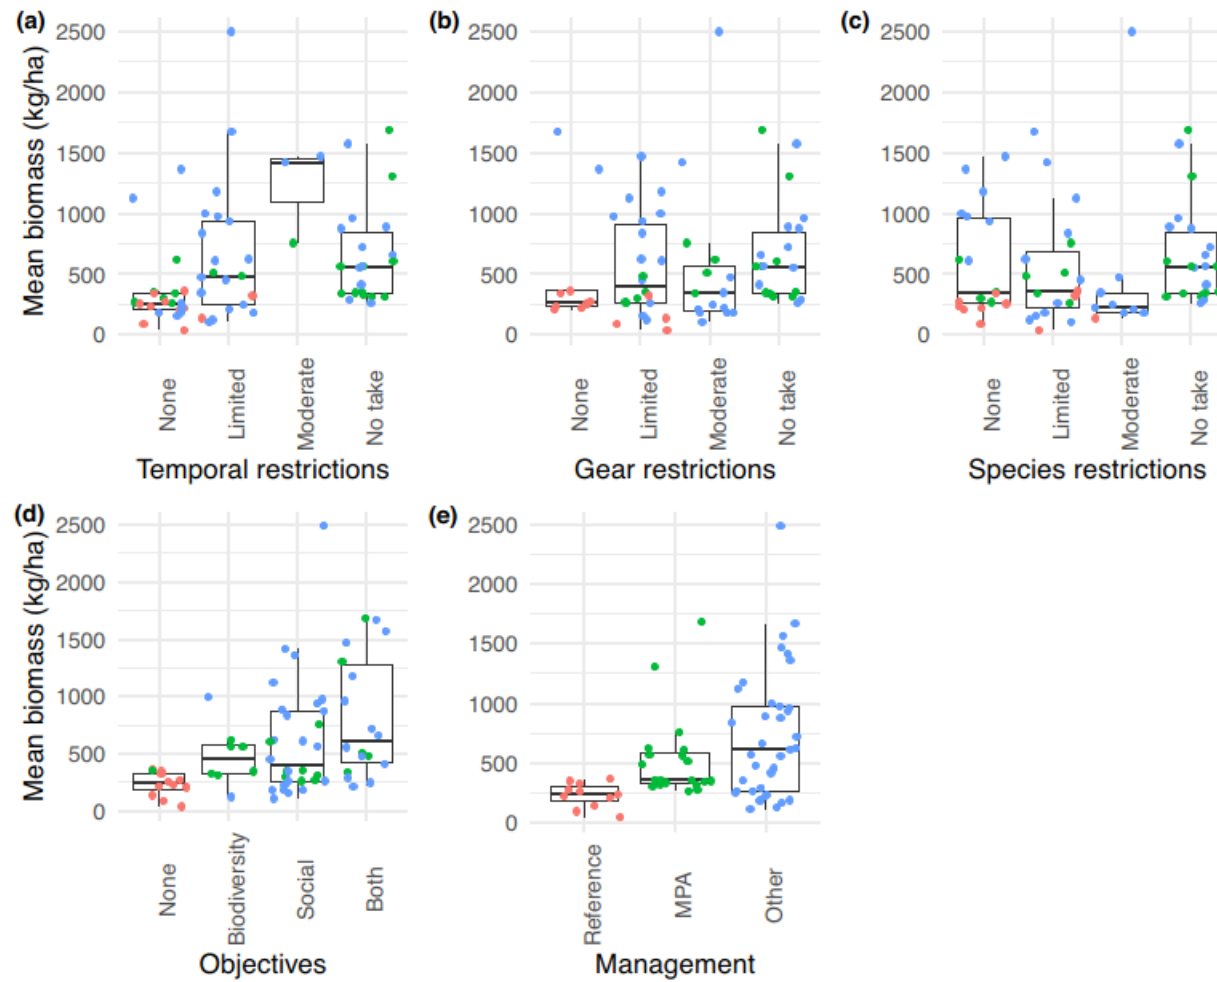 (a)
Mean biomass (kg/ha)
2500
2000
1500
1000
500
0
None
Limited
Moderate
No take
Temporal restrictions
(b)
2500
2000
1500
1000
500
0
None
Limited
Moderate
No take
Gear restrictions
(c)
2500
2000
1500
1000
500
0
None
Limited
Moderate
No take
Species restrictions
(d)
Mean biomass (kg/ha)
2500
2000
1500
1000
500
0
None
Biodiversity
Social
Both
Objectives
(e)
2500
2000
1500
1000
500
0
Reference
MPA
Other
Management